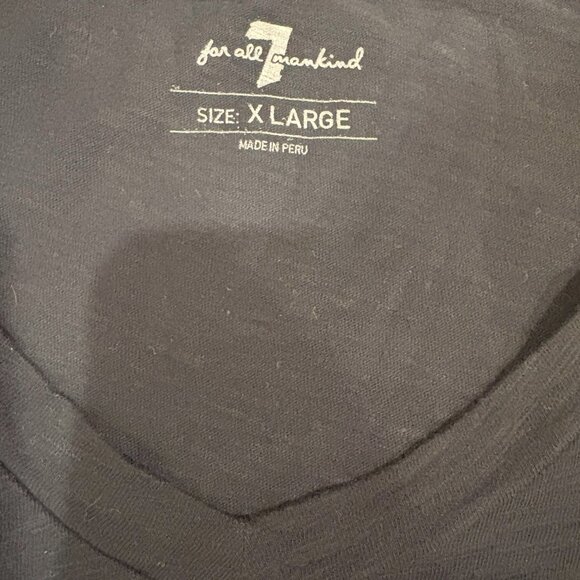 for all 7 mankind
SIZE: X LARGE
MADE IN PERU